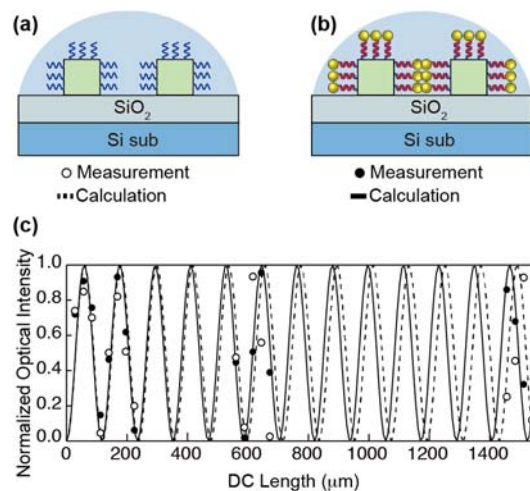 (a)
(b)
SiO2
SiO2
Si sub
Si sub
Measurement
Measurement
Calculation
Calculation
(c)
Normalized Optical Intensity
1.0
0.8
0.6
0.4
0.2
0.0
0 200 400 600 800 1000 1200 1400
DC Length (μm)